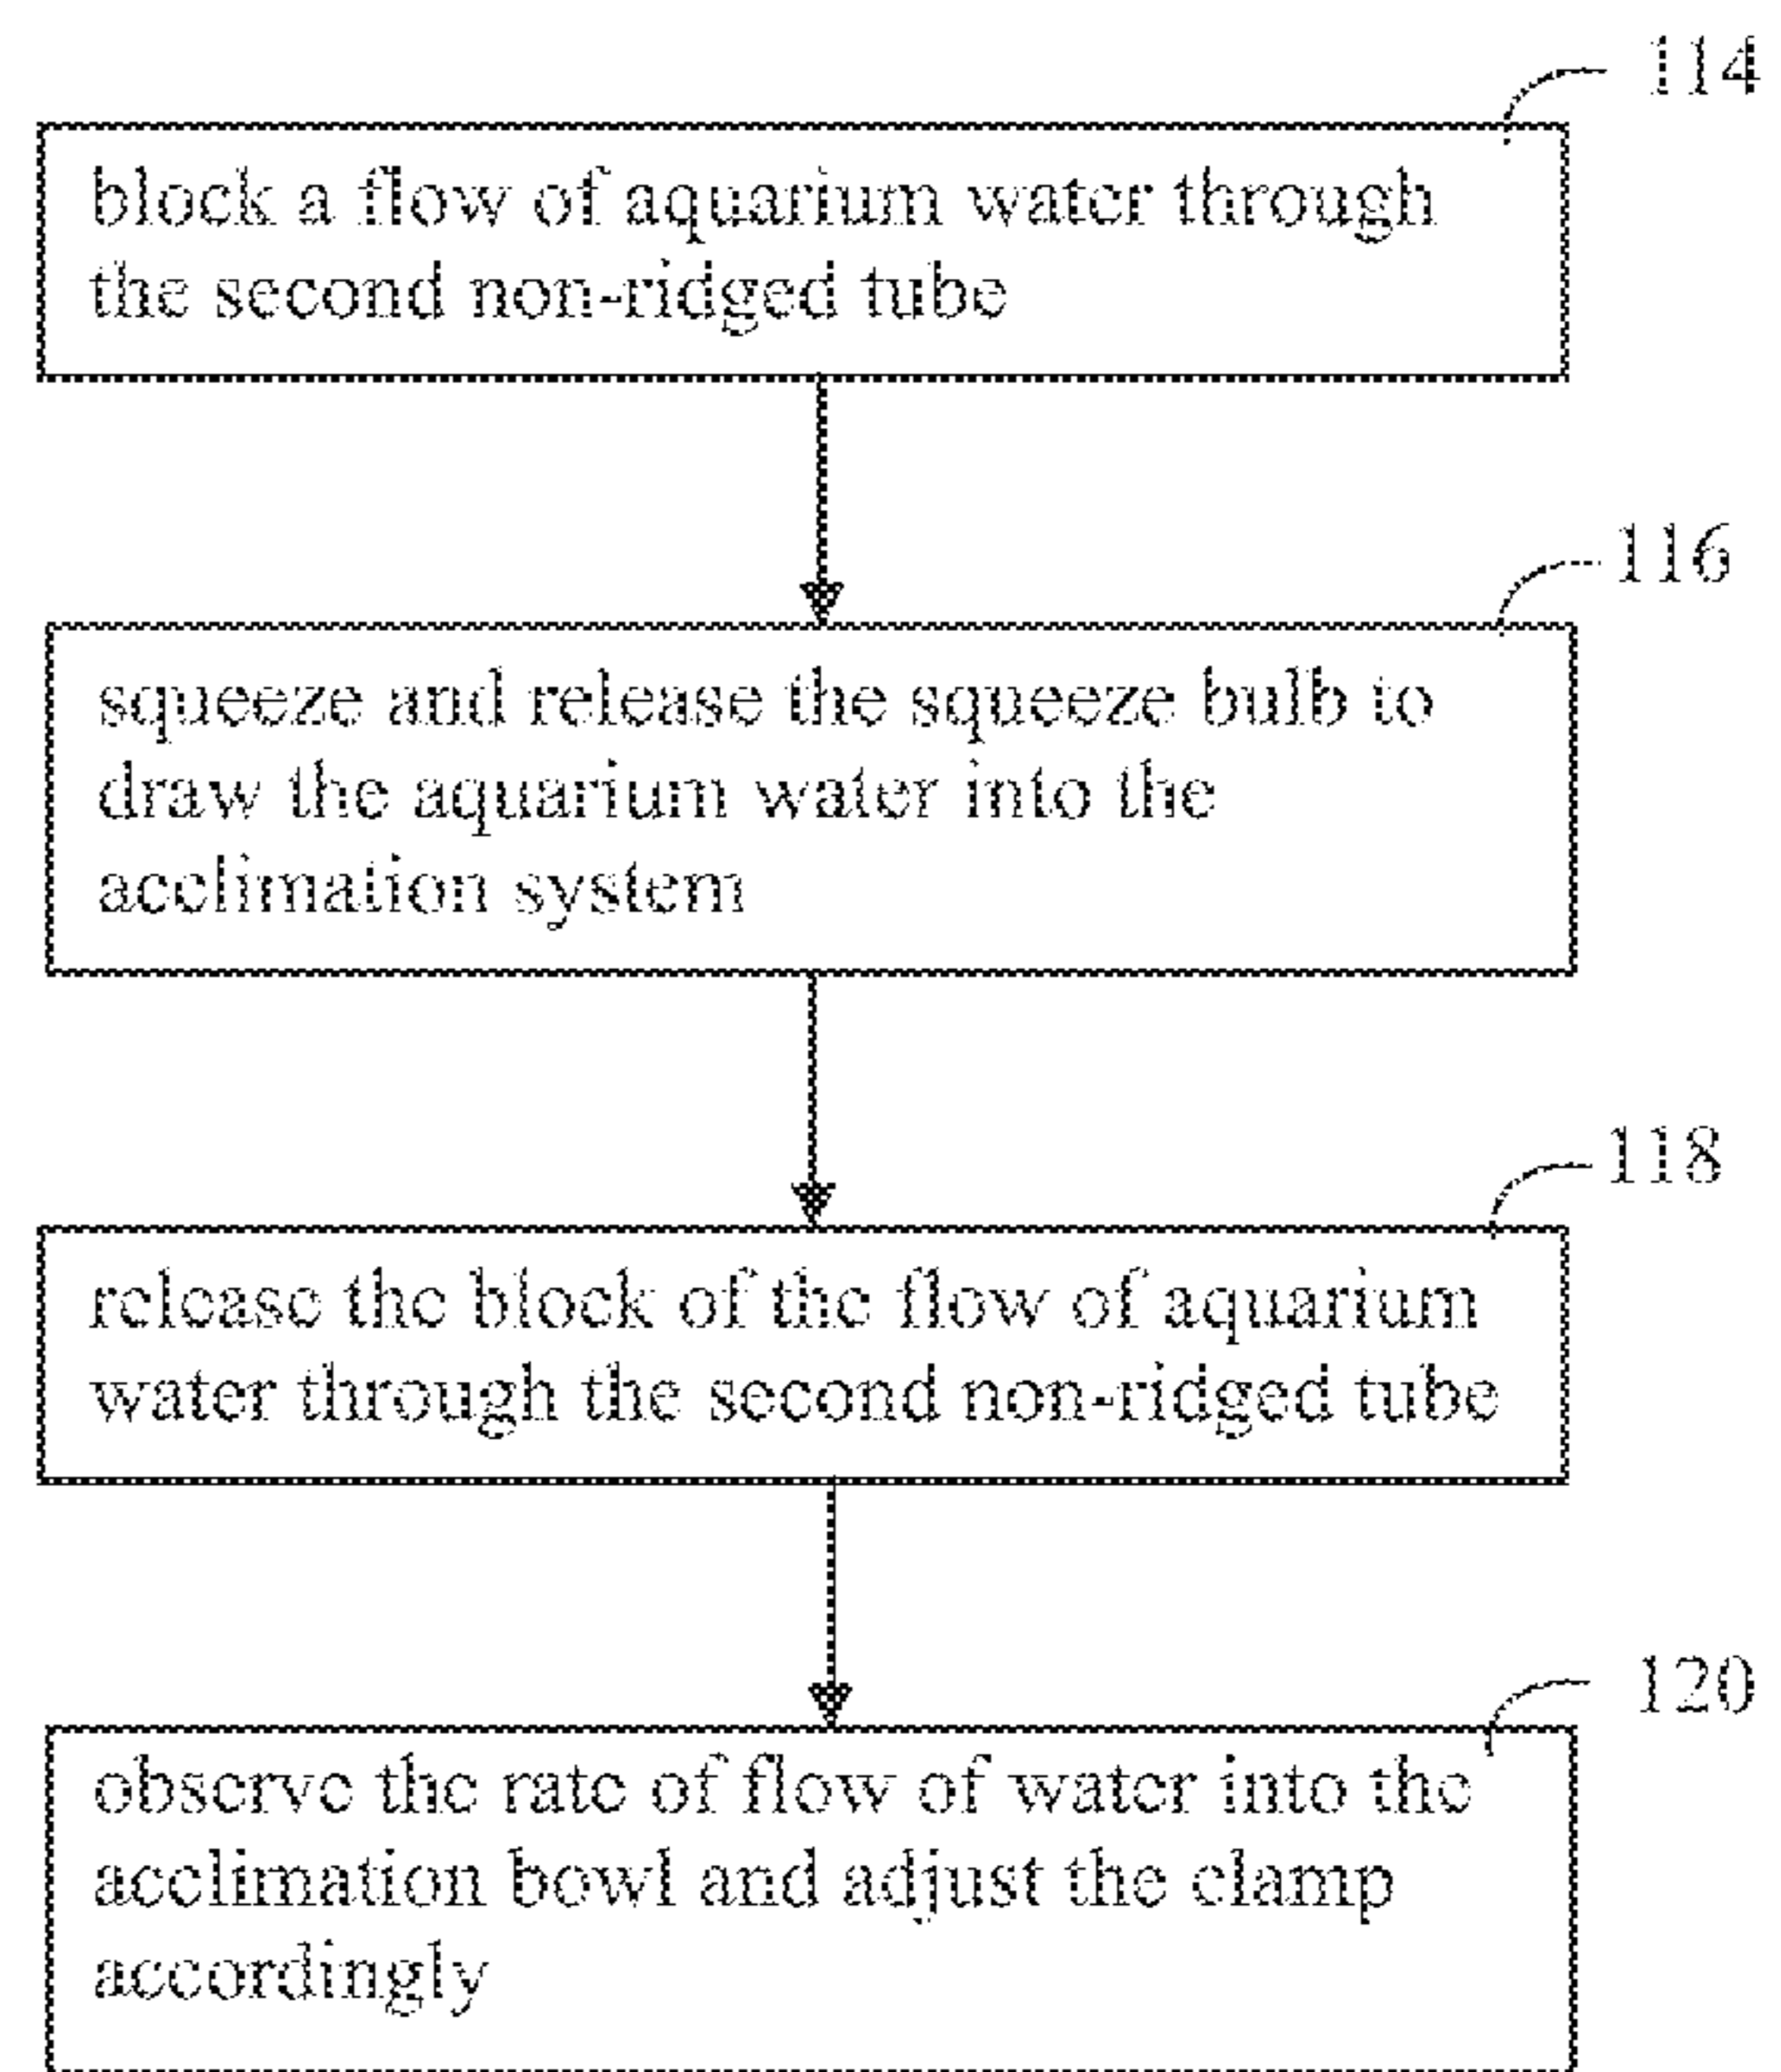 114
block a flow of aquarium water through
the second non-ridged tube
116
squeeze and release the squeeze bulb to
draw the aquarium water into the
acclimation system
118
release the block of the flow of aquarium
water through the second non-ridged tube
120
observe the rate of flow of water into the
acclimation bowl and adjust the clamp
accordingly